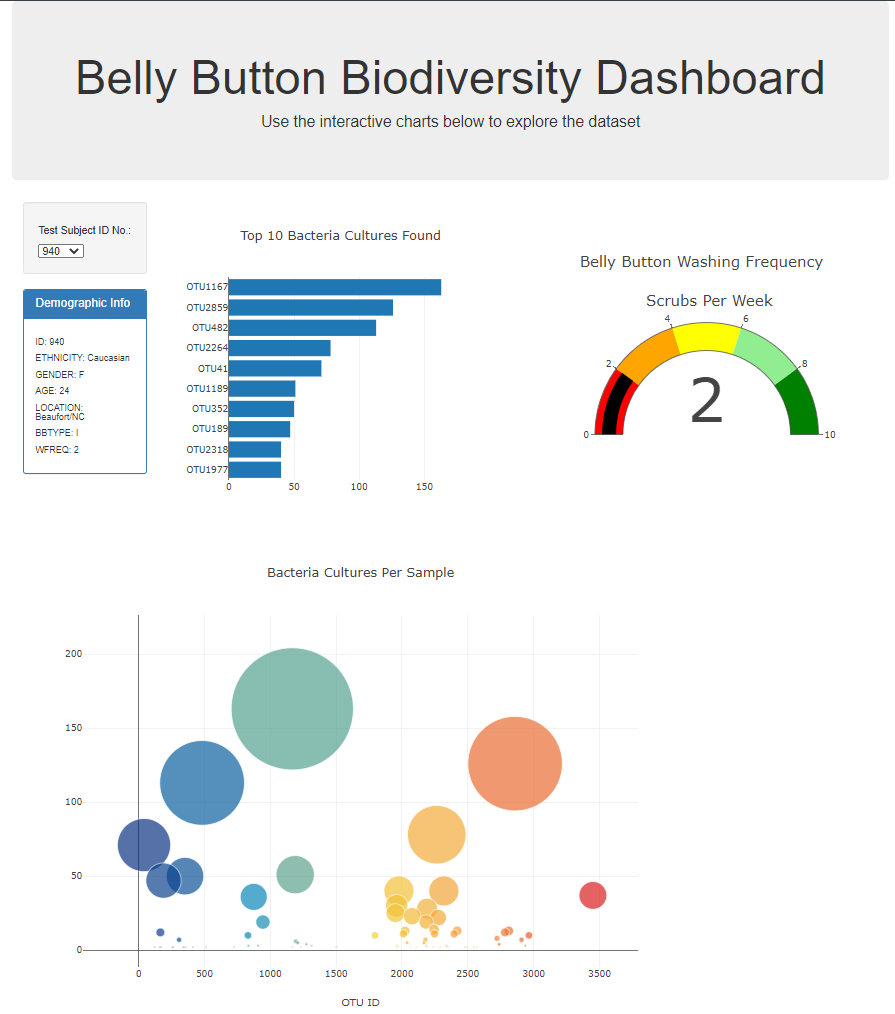 Belly Button Biodiversity Dashboard
Use the interactive charts below to explore the dataset
Test Subject ID No.:
940
Demographic Info
ID: 940
ETHNICITY: Caucasian
GENDER: F
AGE: 24
LOCATION:
Beaufort/NC
BBTYPE: I
WFREQ: 2
Top 10 Bacteria Cultures Found
OTU1167
OTU2859
OTU482
OTU2264
OTU41
OTU1189
OTU352
OTU189
OTU2318
OTU1977
0 50 100 150
Belly Button Washing Frequency
Scrubs Per Week
0 2 4 6 8 10
2
Bacteria Cultures Per Sample
200
150
100
50
0
0 500 1000 1500 2000 2500 3000 3500
OTU ID